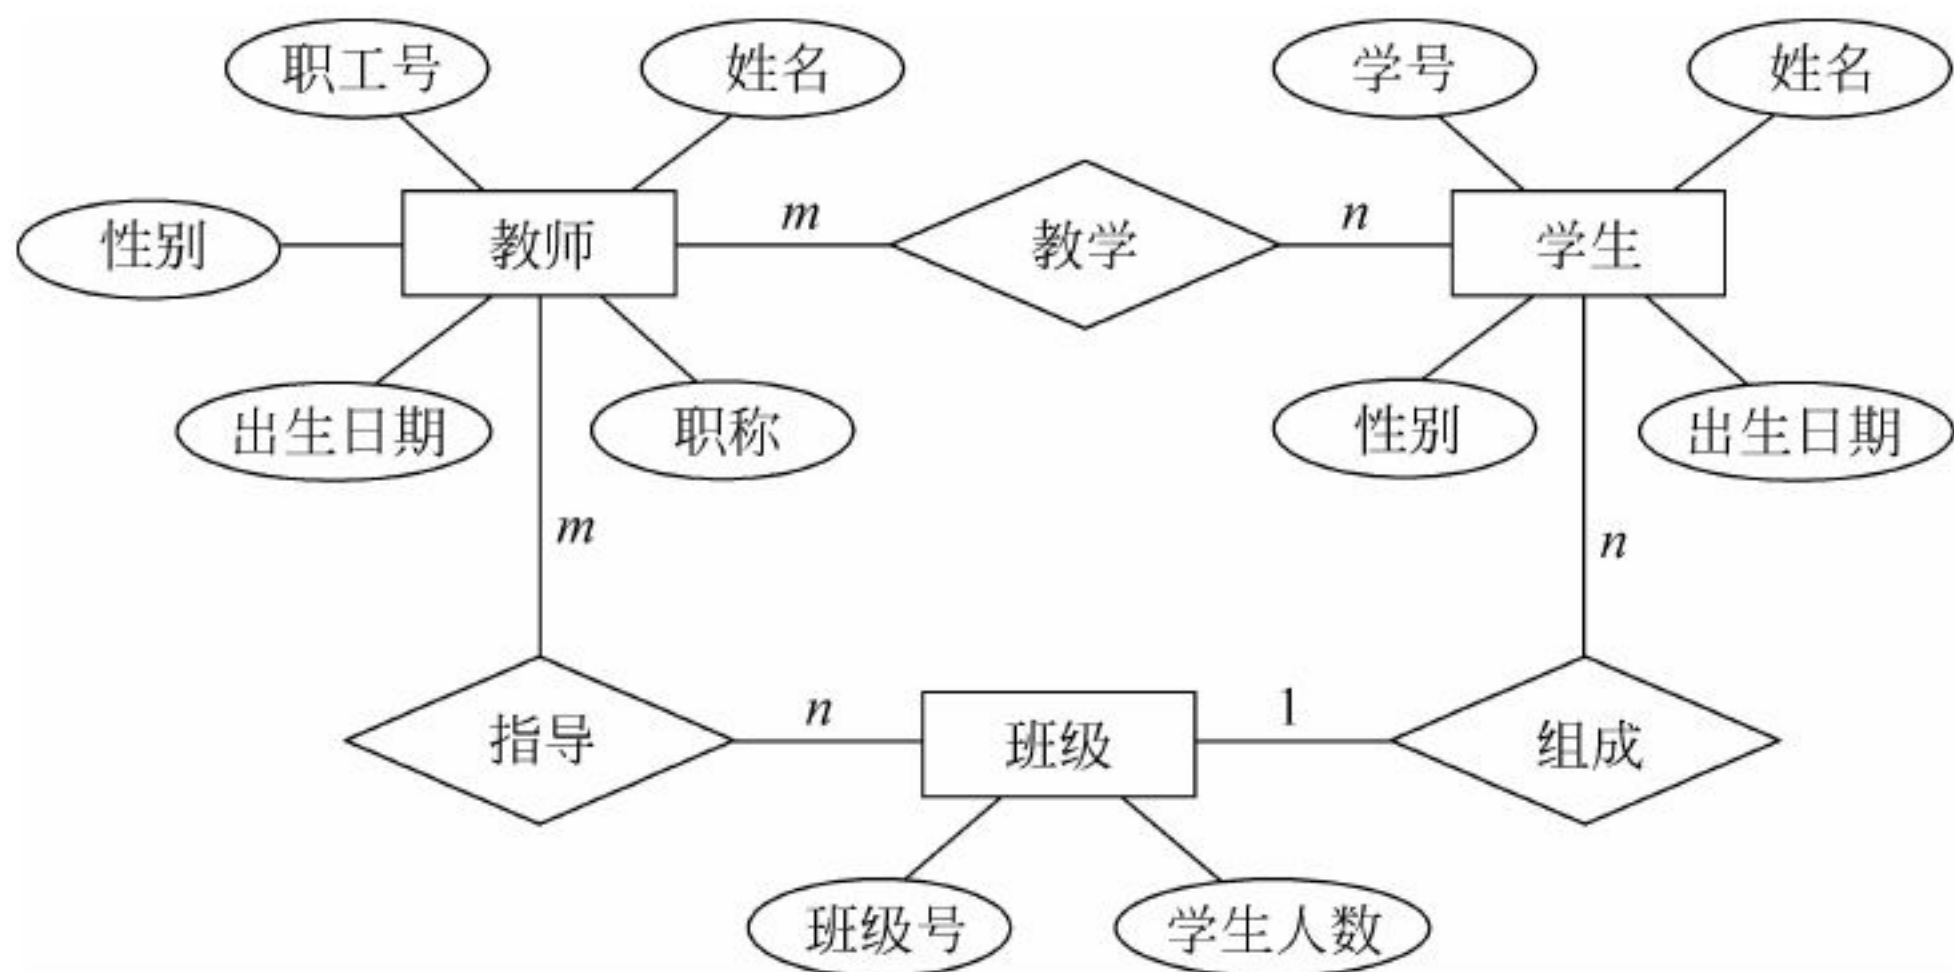 职工号
姓名
学号
姓名
性别
教师
m
教学
n
学生
出生日期
职称
性别
出生日期
m
n
指导
n
班级
1
组成
班级号
学生人数